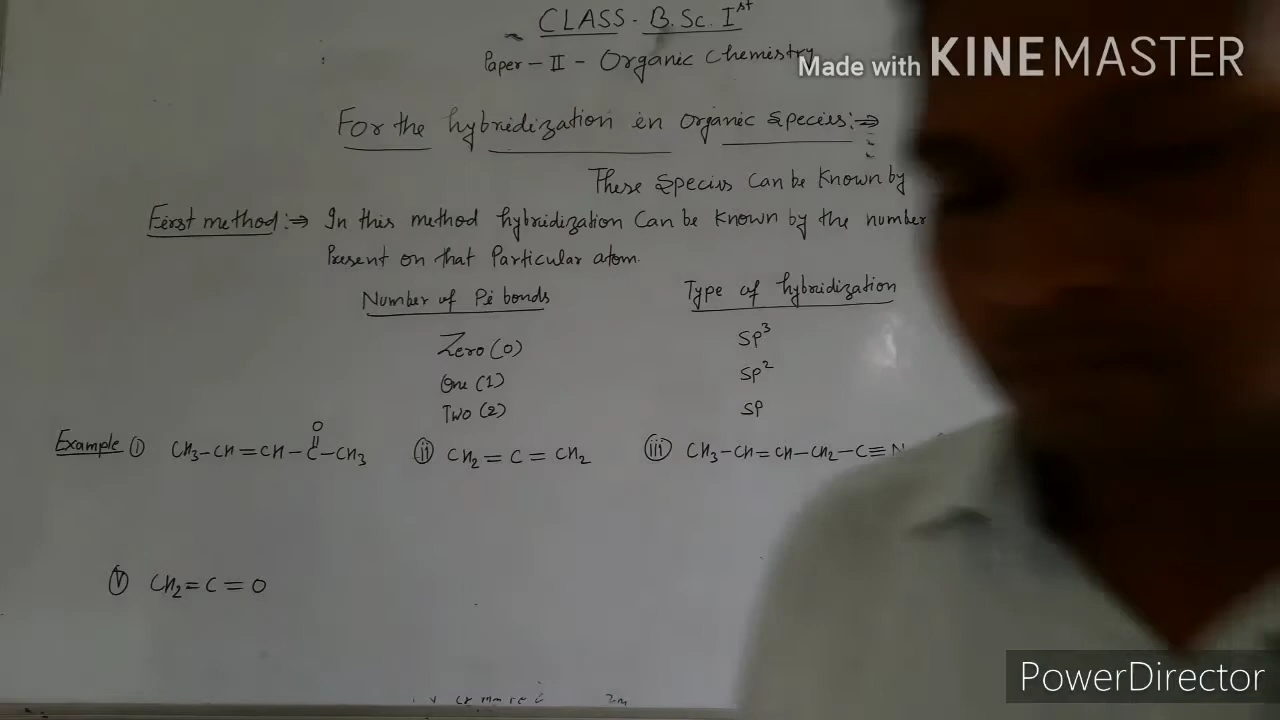 CLASS - B.Sc. Ist
Paper - II - Organic Chemistry
Made with KINEMASTER
For the hybridization in organic species:⇒
These species can be known by
First method:⇒ In this method hybridization can be known by the number
Present on that Particular atom.
Number of Pi bonds Type of hybridization
Zero (0) SP³
One (1) SP²
Two (2) SP
O
Example (i) CH₃-CH=CH-C-CH₃ (ii) CH₂=C=CH₂ (iii) CH₃-CH=CH-CH₂-C≡N
(V) CH₂=C=O
PowerDirector